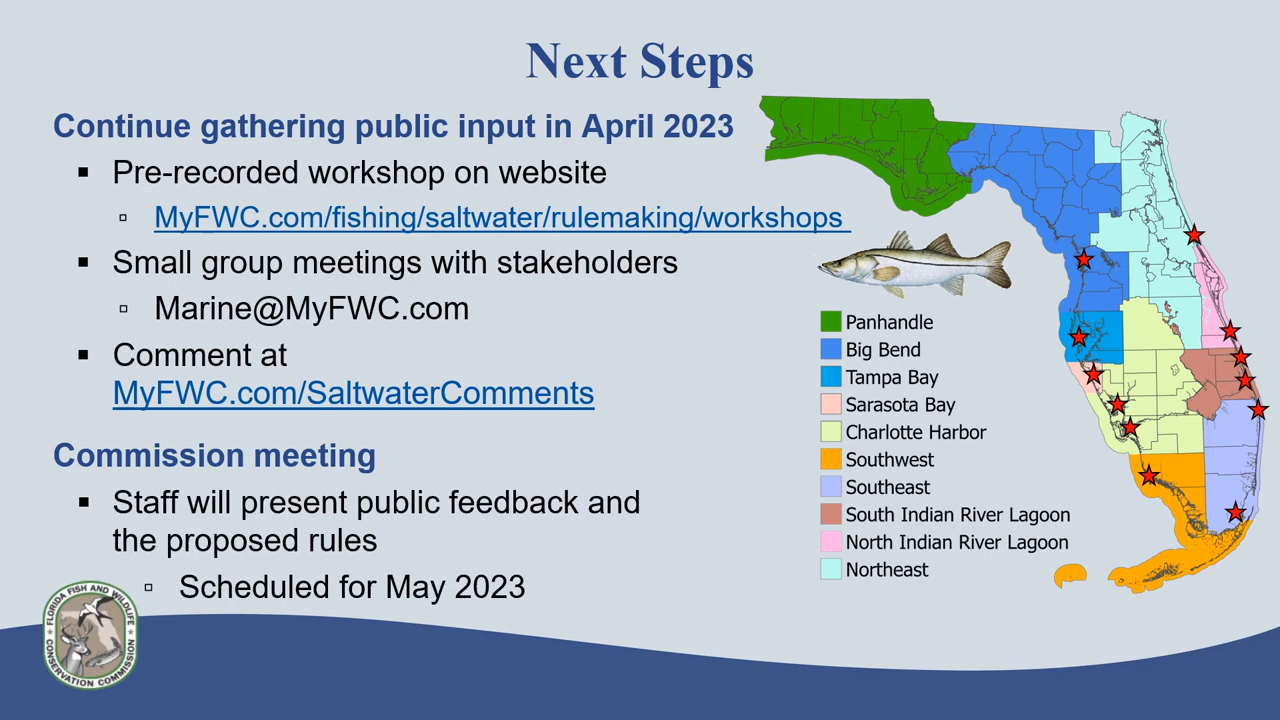 Next Steps
Continue gathering public input in April 2023
▪ Pre-recorded workshop on website
▫ MyFWC.com/fishing/saltwater/rulemaking/workshops
▪ Small group meetings with stakeholders
▫ Marine@MyFWC.com
▪ Comment at
MyFWC.com/SaltwaterComments
Commission meeting
▪ Staff will present public feedback and
the proposed rules
▫ Scheduled for May 2023
Panhandle
Big Bend
Tampa Bay
Sarasota Bay
Charlotte Harbor
Southwest
Southeast
South Indian River Lagoon
North Indian River Lagoon
Northeast
FLORIDA FISH AND WILDLIFE
CONSERVATION COMMISSION